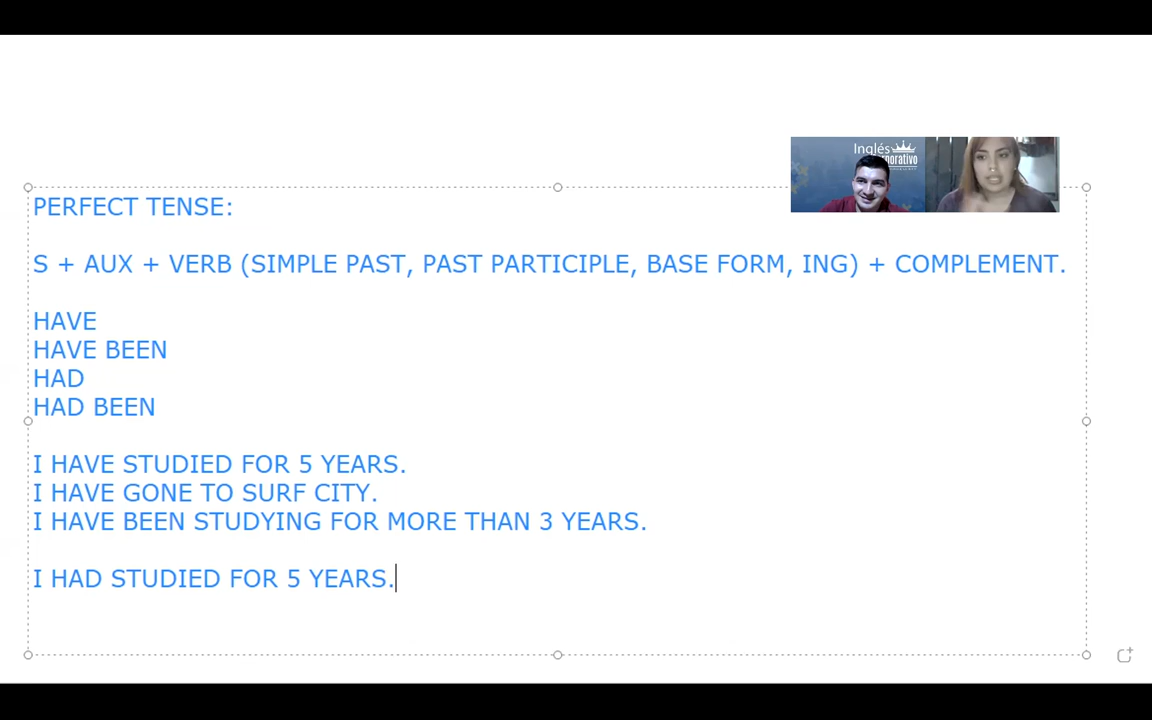 Inglés
Corporativo
PERFECT TENSE:
S + AUX + VERB (SIMPLE PAST, PAST PARTICIPLE, BASE FORM, ING) + COMPLEMENT.
HAVE
HAVE BEEN
HAD
HAD BEEN
I HAVE STUDIED FOR 5 YEARS.
I HAVE GONE TO SURF CITY.
I HAVE BEEN STUDYING FOR MORE THAN 3 YEARS.
I HAD STUDIED FOR 5 YEARS.